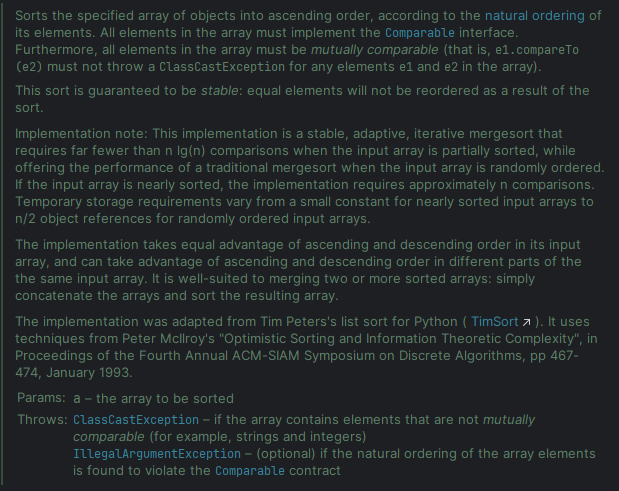 Sorts the specified array of objects into ascending order, according to the natural ordering of
its elements. All elements in the array must implement the Comparable interface.
Furthermore, all elements in the array must be mutually comparable (that is, e1.compareTo
(e2) must not throw a ClassCastException for any elements e1 and e2 in the array).
This sort is guaranteed to be stable: equal elements will not be reordered as a result of the
sort.
Implementation note: This implementation is a stable, adaptive, iterative mergesort that
requires far fewer than n lg(n) comparisons when the input array is partially sorted, while
offering the performance of a traditional mergesort when the input array is randomly ordered.
If the input array is nearly sorted, the implementation requires approximately n comparisons.
Temporary storage requirements vary from a small constant for nearly sorted input arrays to
n/2 object references for randomly ordered input arrays.
The implementation takes equal advantage of ascending and descending order in its input
array, and can take advantage of ascending and descending order in different parts of the
the same input array. It is well-suited to merging two or more sorted arrays: simply
concatenate the arrays and sort the resulting array.
The implementation was adapted from Tim Peters's list sort for Python ( TimSort ↗ ). It uses
techniques from Peter McIlroy's "Optimistic Sorting and Information Theoretic Complexity", in
Proceedings of the Fourth Annual ACM-SIAM Symposium on Discrete Algorithms, pp 467-
474, January 1993.
Params: a – the array to be sorted
Throws: ClassCastException – if the array contains elements that are not mutually
comparable (for example, strings and integers)
IllegalArgumentException – (optional) if the natural ordering of the array elements
is found to violate the Comparable contract